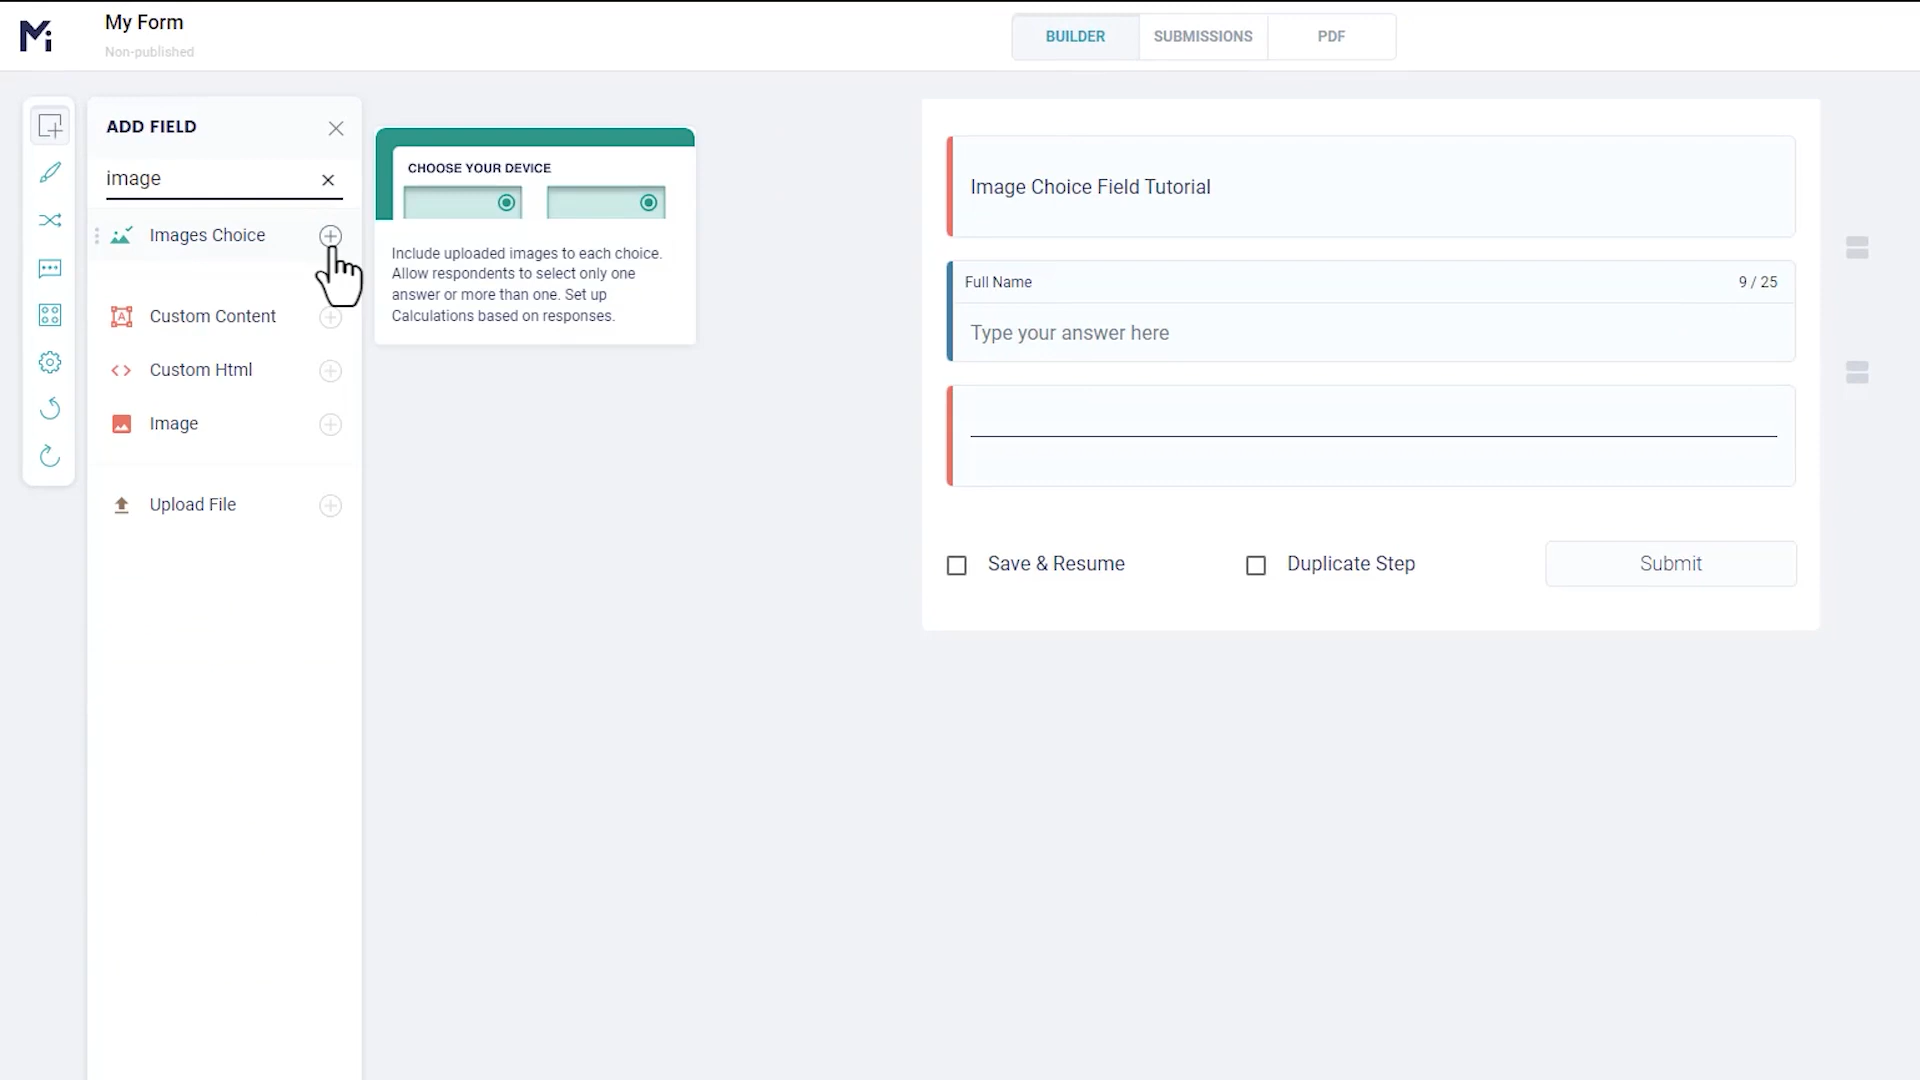 My Form
Non-published
BUILDER
SUBMISSIONS
PDF
ADD FIELD
image
Images Choice
Custom Content
Custom Html
Image
Upload File
CHOOSE YOUR DEVICE
Include uploaded images to each choice.
Allow respondents to select only one
answer or more than one. Set up
Calculations based on responses.
Image Choice Field Tutorial
Full Name
9 / 25
Type your answer here
Save & Resume
Duplicate Step
Submit